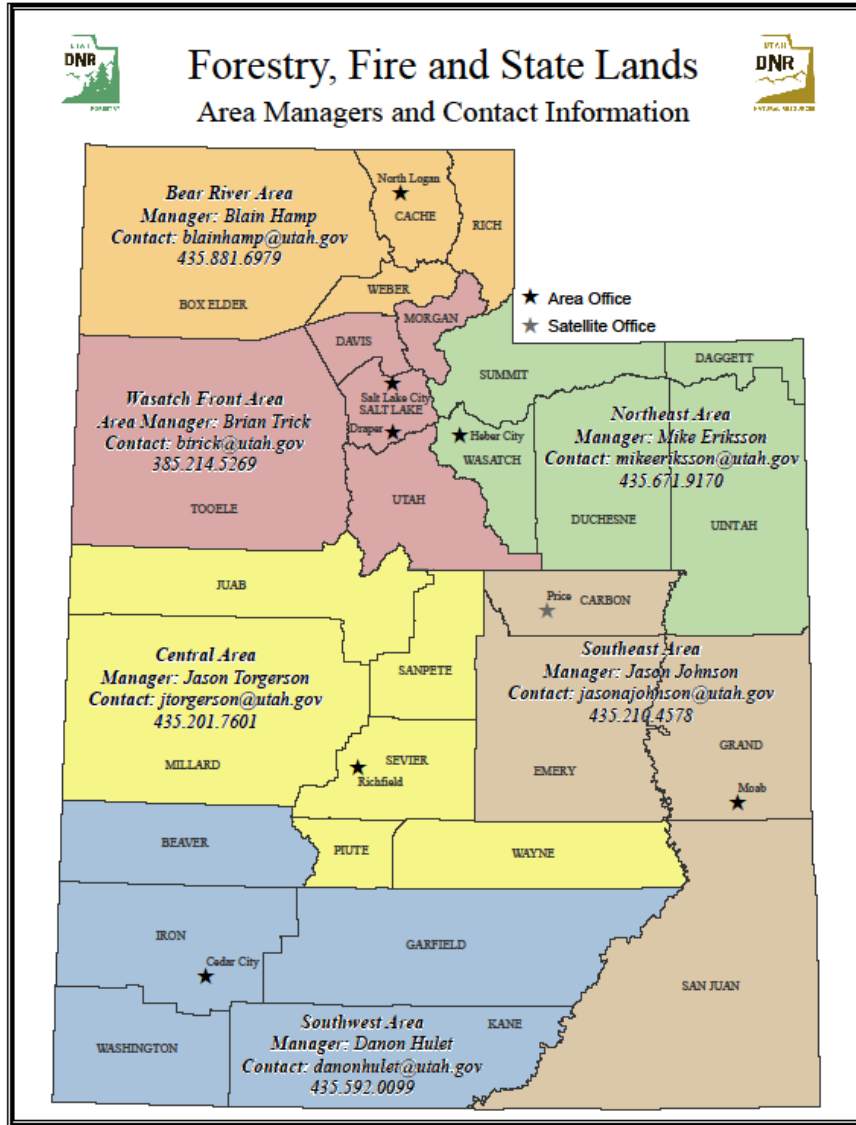 UTAH
DNR
FORESTRY
Forestry, Fire and State Lands
Area Managers and Contact Information
UTAH
DNR
NATURAL RESOURCES
Bear River Area
Manager: Blain Hamp
Contact: blainhamp@utah.gov
435.881.6979
BOX ELDER
North Logan
CACHE
RICH
WEBER
MORGAN
DAVIS
Area Office
Satellite Office
SUMMIT
DAGGETT
Wasatch Front Area
Area Manager: Brian Trick
Contact: btrick@utah.gov
385.214.5269
TOOELE
Salt Lake City
SALT LAKE
Draper
UTAH
Heber City
WASATCH
Northeast Area
Manager: Mike Eriksson
Contact: mikeeriksson@utah.gov
435.671.9170
DUCHESNE
UINTAH
JUAB
Price
CARBON
Central Area
Manager: Jason Torgerson
Contact: jtorgerson@utah.gov
435.201.7601
MILLARD
SANPETE
SEVIER
Richfield
Southeast Area
Manager: Jason Johnson
Contact: jasonajohnson@utah.gov
435.210.4578
EMERY
GRAND
Moab
BEAVER
PIUTE
WAYNE
IRON
Cedar City
GARFIELD
SAN JUAN
WASHINGTON
KANE
Southwest Area
Manager: Danon Hulet
Contact: danonhulet@utah.gov
435.592.0099